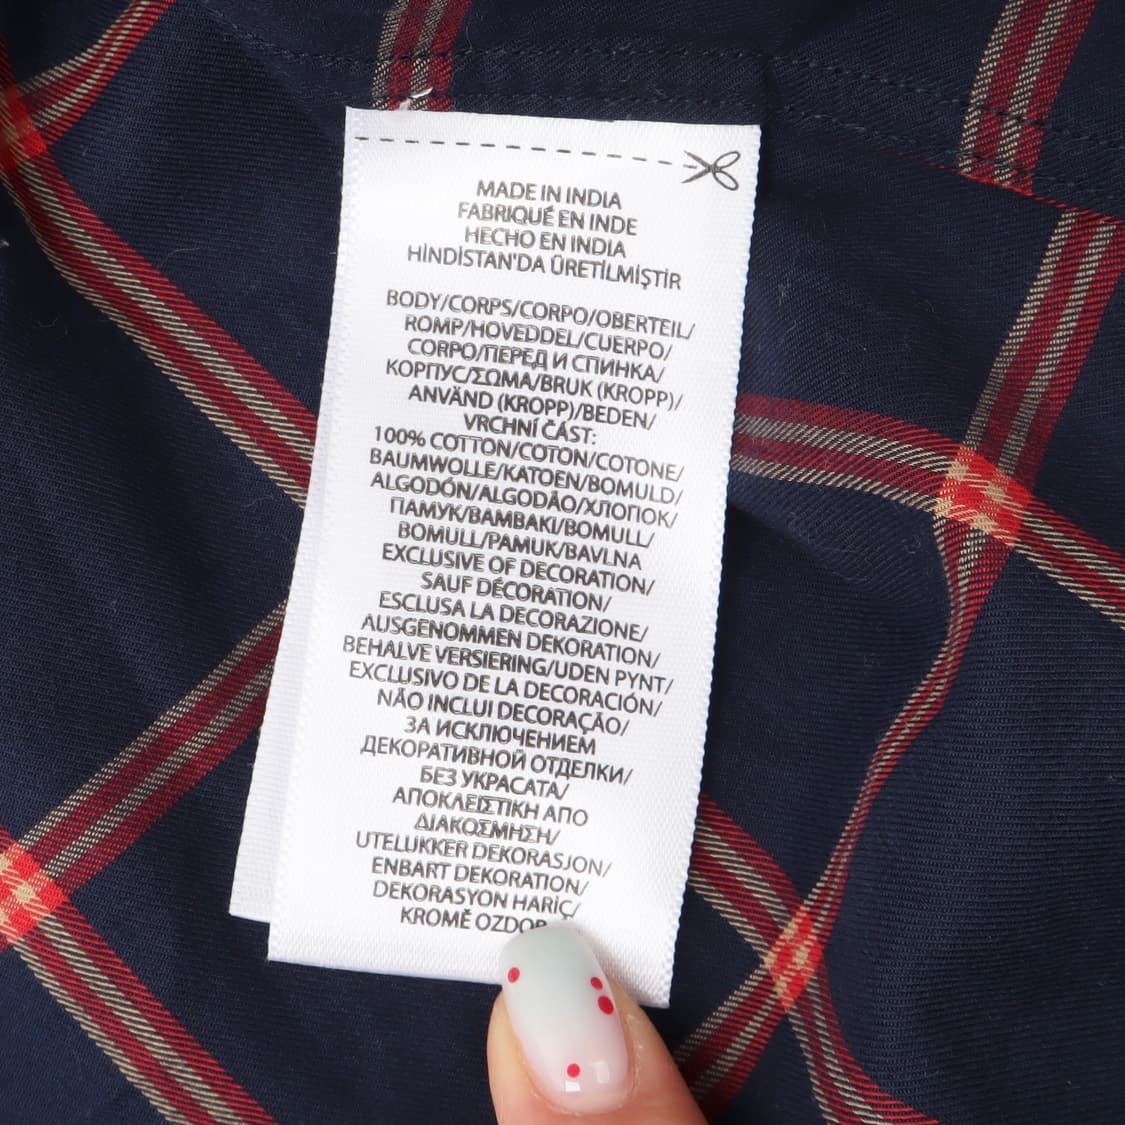 MADE IN INDIA
FABRIQUÉ EN INDE
HECHO EN INDIA
HİNDİSTAN'DA ÜRETİLMİŞTİR
BODY/CORPS/CORPO/OBERTEIL/
ROMP/HOVEDDEL/CUERPO/
CORPO/ПЕРЕД И СПИНКА/
КОРПУС/ΣΩΜΑ/BRUK (KROPP)/
ANVÄND (KROPP)/BEDEN/
VRCHNÍ ČÁST:
100% COTTON/COTON/COTONE/
BAUMWOLLE/KATOEN/BOMULD/
ALGODÓN/ALGODÃO/ХЛОПОК/
ПАМУК/ΒΑΜΒΑΚΙ/BOMULL/
BOMULL/PAMUK/BAVLNA
EXCLUSIVE OF DECORATION/
SAUF DÉCORATION/
ESCLUSA LA DECORAZIONE/
AUSGENOMMEN DEKORATION/
BEHALVE VERSIERING/UDEN PYNT/
EXCLUSIVO DE LA DECORACIÓN/
NÃO INCLUI DECORAÇÃO/
ЗА ИСКЛЮЧЕНИЕМ
ДЕКОРАТИВНОЙ ОТДЕЛКИ/
БЕЗ УКРАСАТА/
ΑΠΟΚΛΕΙΣΤΙΚΗ ΑΠΟ
ΔΙΑΚΟΣΜΗΣΗ/
UTELUKKER DEKORASJON/
ENBART DEKORATION/
DEKORASYON HARİÇ/
KROMĚ